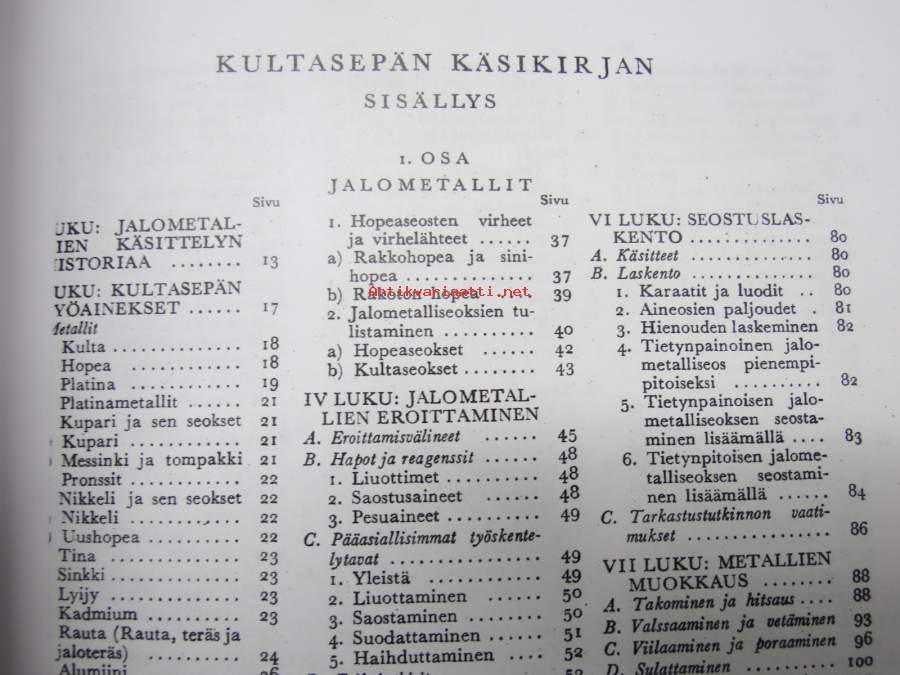 KULTASEPÄN KÄSIKIRJAN
SISÄLLYS
1. OSA
JALOMETALLIT
Sivu
UKU: JALOMETAL-
IEN KÄSITTELYN
ISTORIAA ........ 13
UKU: KULTASEPÄN
YÖAINEKSET ...... 17
Metallit
Kulta ............. 18
Hopea ............. 18
Platina ............ 19
Platinametallit ...... 21
Kupari ja sen seokset 21
Kupari ............ 21
Messinki ja tompakki 21
Pronssit ............ 22
Nikkeli ja sen seokset 22
Nikkeli ............ 22
Uushopea .......... 22
Tina ............... 23
Sinkki ............. 23
Lyijy .............. 23
Kadmium .......... 23
Rauta (Rauta, teräs ja
jaloteräs) .......... 24
Alumiini
Sivu
1. Hopeaseosten virheet
ja virhelähteet ...... 37
a) Rakkohopea ja sini-
hopea ............. 37
b) Rakoton hopea .... 39
Antikvariaatti.net
2. Jalometalliseoksien tu-
listaminen .......... 40
a) Hopeaseokset ...... 42
b) Kultaseokset ........ 43
IV LUKU: JALOMETAL-
LIEN EROITTAMINEN
A. Eroittamisvälineet ...... 45
B. Hapot ja reagenssit ...... 48
1. Liuottimet .......... 48
2. Saostusaineet ...... 48
3. Pesuaineet .......... 49
C. Pääasiallisimmat työskente-
lytavat ................ 49
1. Yleistä ............ 49
2. Liuottaminen ...... 50
3. Saostaminen ........ 50
4. Suodattaminen ...... 51
5. Haihduttaminen .... 52
Sivu
VI LUKU: SEOSTUSLAS-
KENTO ............. 80
A. Käsitteet ............... 80
B. Laskento ............... 80
1. Karaatit ja luodit .. 80
2. Aineosien paljoudet . 81
3. Hienouden laskeminen 82
4. Tietynpainoinen jalo-
metalliseos pienempi-
pitoiseksi .......... 82
5. Tietynpainoisen jalo-
metalliseoksen seosta-
minen lisäämällä .... 83
6. Tietynpitoisen jalome-
talliseoksen seostami-
nen lisäämällä ...... 84
C. Tarkastustutkinnon vaati-
mukset ................ 86
VII LUKU: METALLIEN
MUOKKAUS ........ 88
A. Takominen ja hitsaus .... 88
B. Valssaaminen ja vetäminen 93
C. Viilaaminen ja poraaminen 96
D. Sulattaminen .......... 100